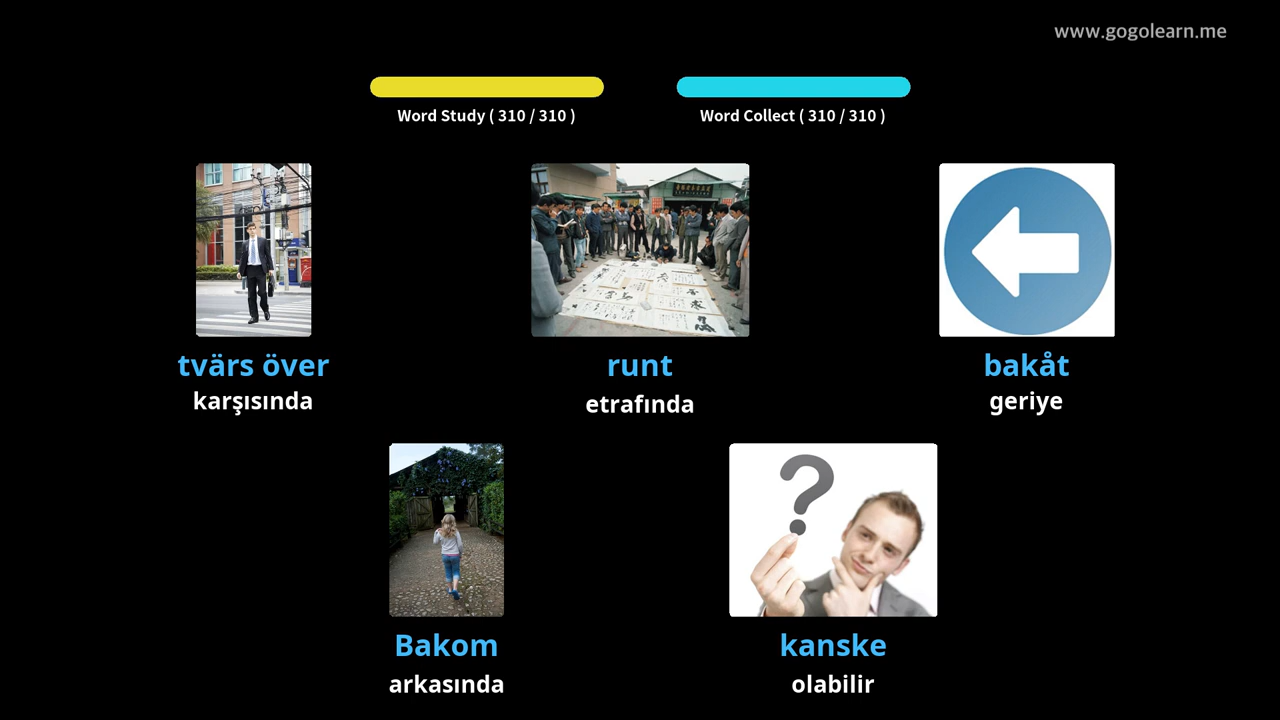 www.gogolearn.me
Word Study ( 310 / 310 )
Word Collect ( 310 / 310 )
tvärs över
karşısında
runt
etrafında
bakåt
geriye
Bakom
arkasında
kanske
olabilir